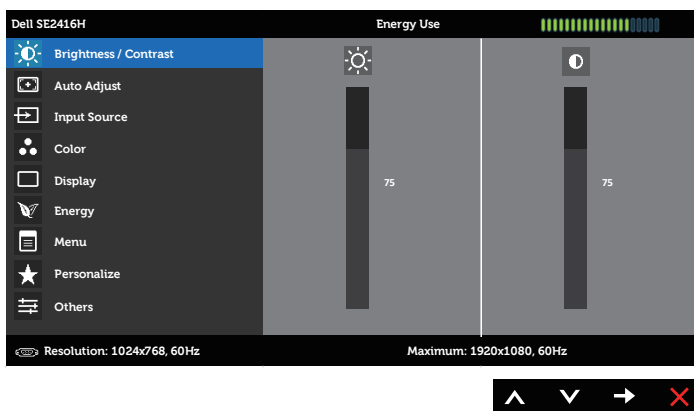 Dell SE2416H
Energy Use
Brightness / Contrast
Auto Adjust
Input Source
Color
Display
Energy
Menu
Personalize
Others
75
75
Resolution: 1024x768, 60Hz
Maximum: 1920x1080, 60Hz